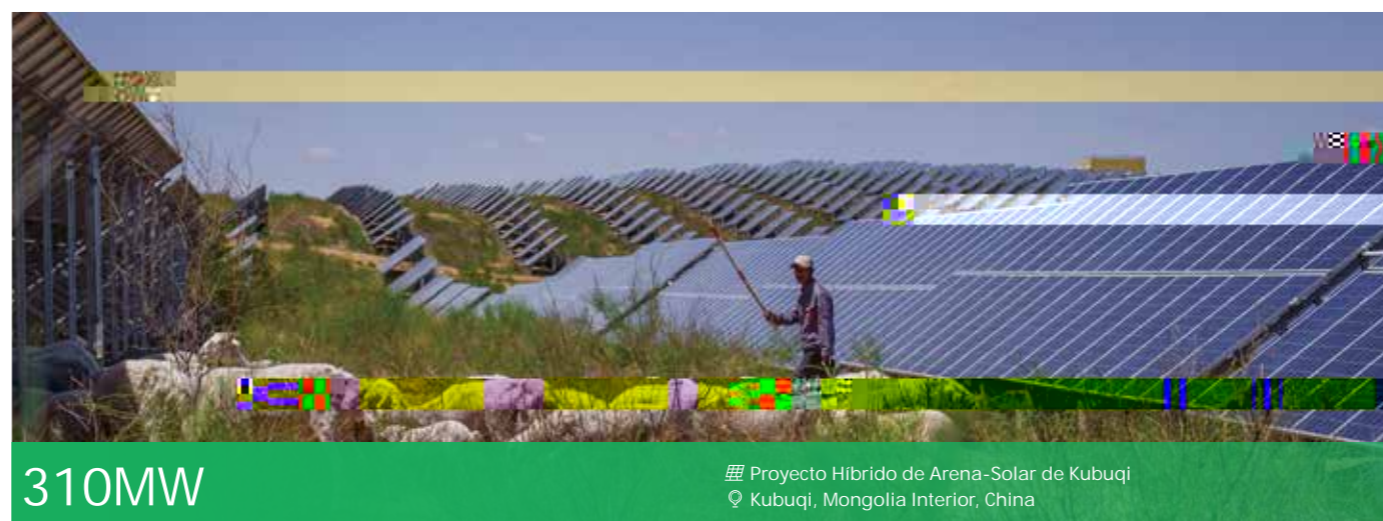 310MW
Proyecto Híbrido de Arena-Solar de Kubuqi
Kubuqi, Mongolia Interior, China